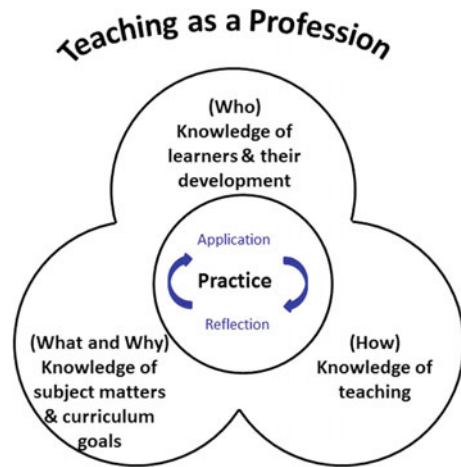 Teaching as a Profession
(Who)
Knowledge of
learners & their
development
Application
Practice
Reflection
(What and Why)
Knowledge of
subject matters
& curriculum
goals
(How)
Knowledge of
teaching